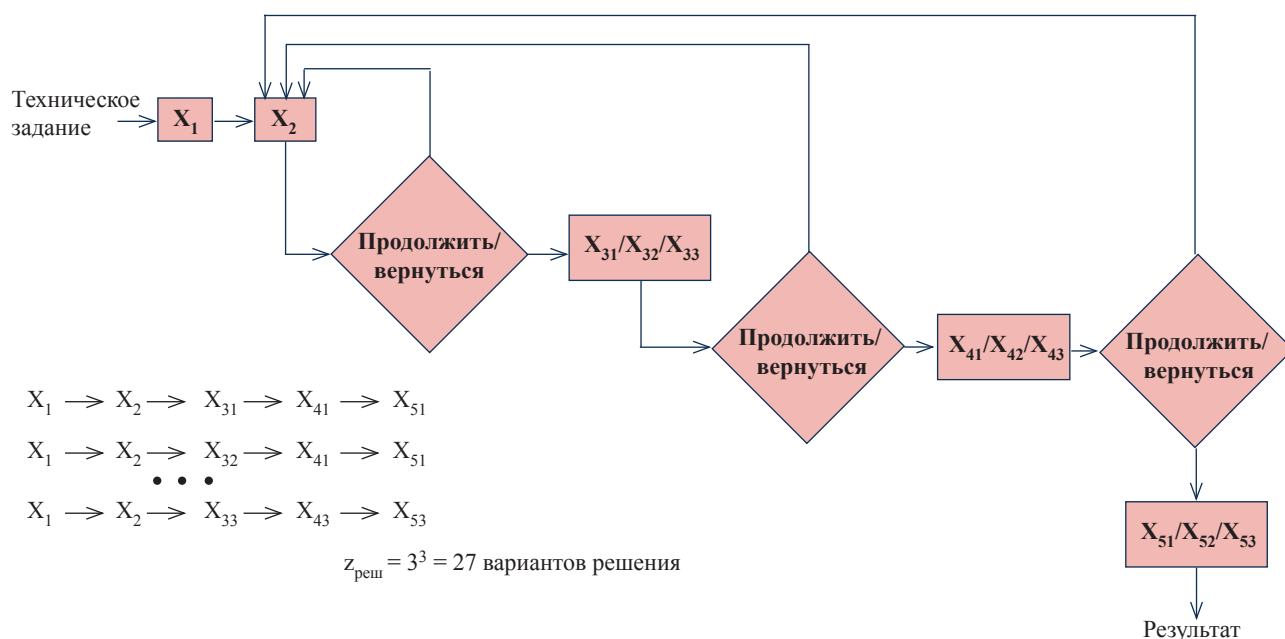 Техническое
задание
X₁
X₂
Продолжить/
вернуться
X₃₁/X₃₂/X₃₃
Продолжить/
вернуться
X₄₁/X₄₂/X₄₃
Продолжить/
вернуться
X₁ → X₂ → X₃₁ → X₄₁ → X₅₁
X₁ → X₂ → X₃₂ → X₄₁ → X₅₁
• • •
X₁ → X₂ → X₃₃ → X₄₃ → X₅₃
X₅₁/X₅₂/X₅₃
zреш = 3³ = 27 вариантов решения
Результат